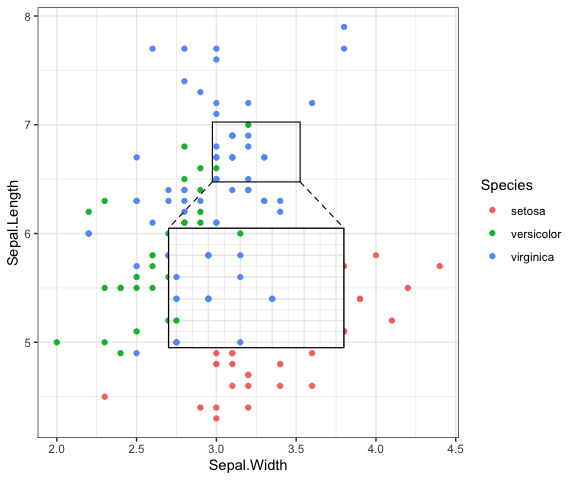 8
7
6
5
Sepal.Length
2.0 2.5 3.0 3.5 4.0 4.5
Sepal.Width
Species
setosa
versicolor
virginica